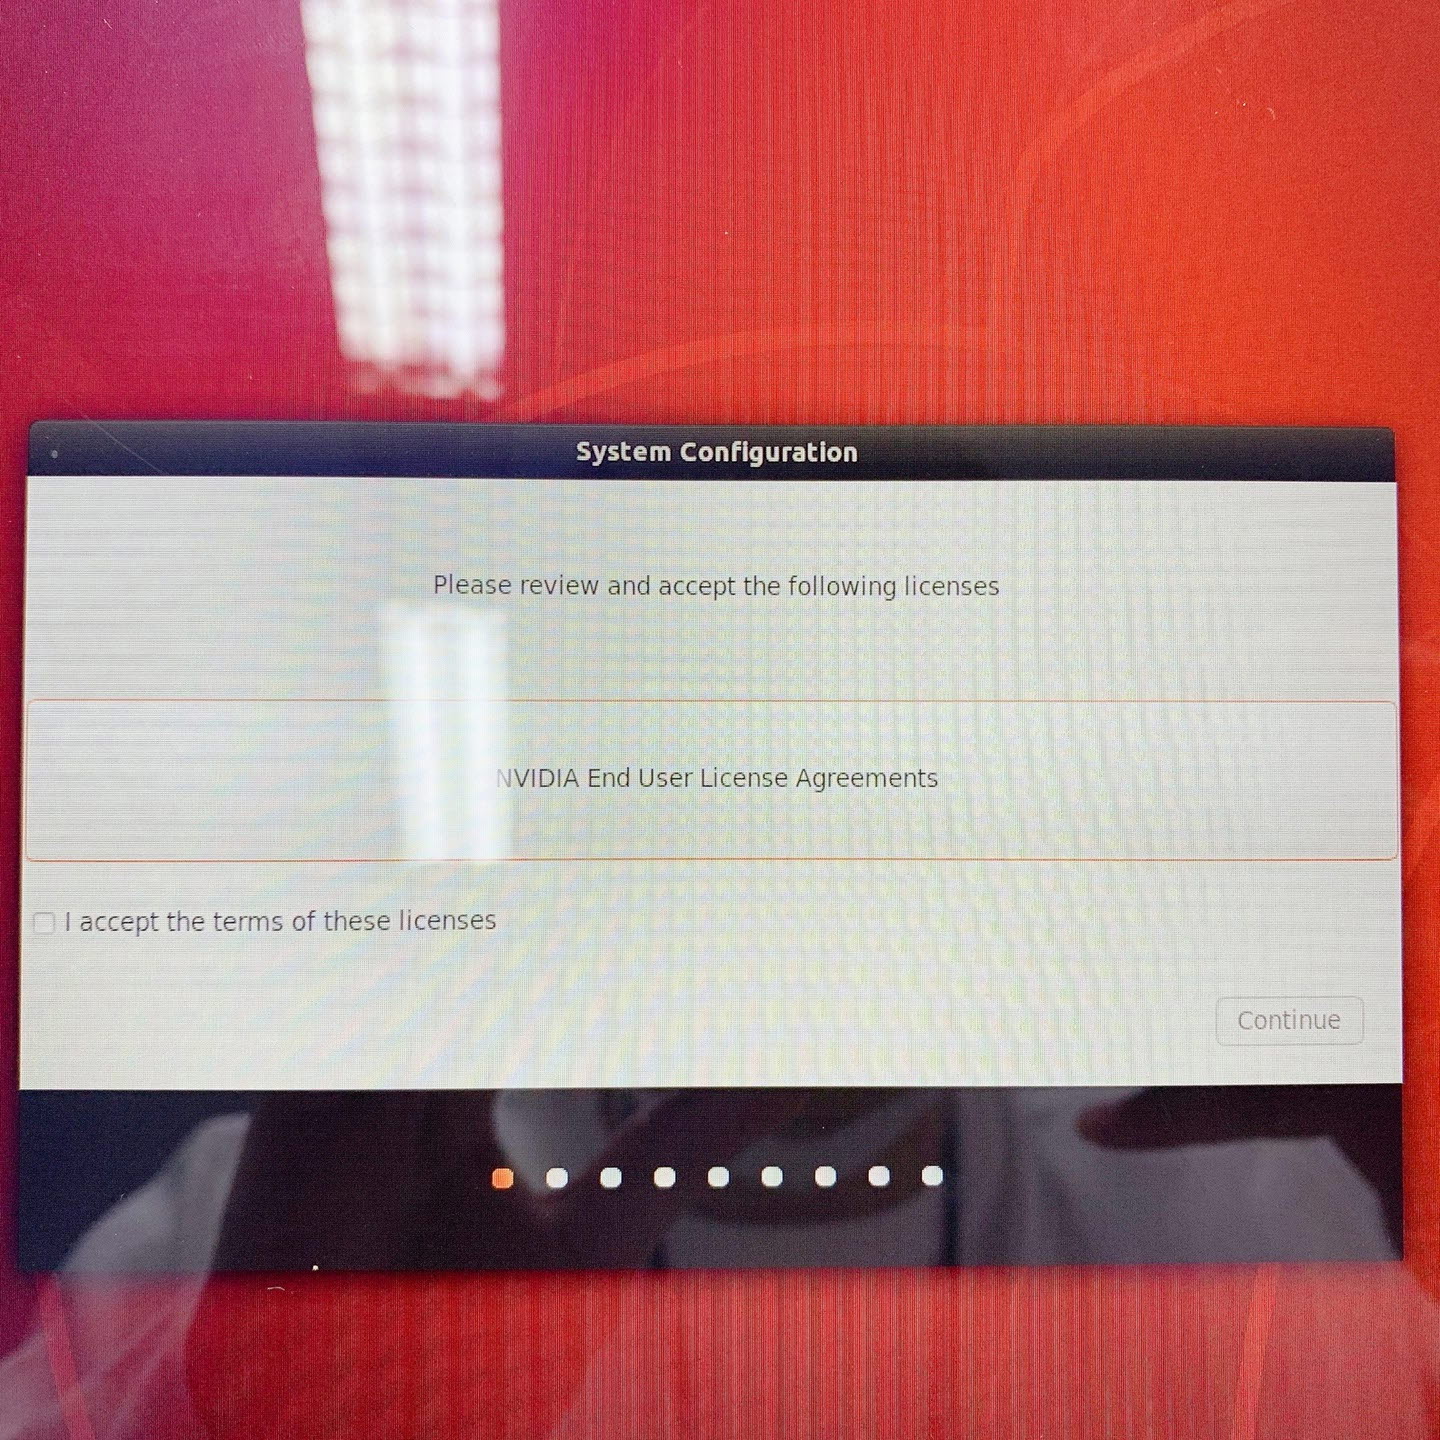 System Configuration
Please review and accept the following licenses
NVIDIA End User License Agreements
I accept the terms of these licenses
Continue